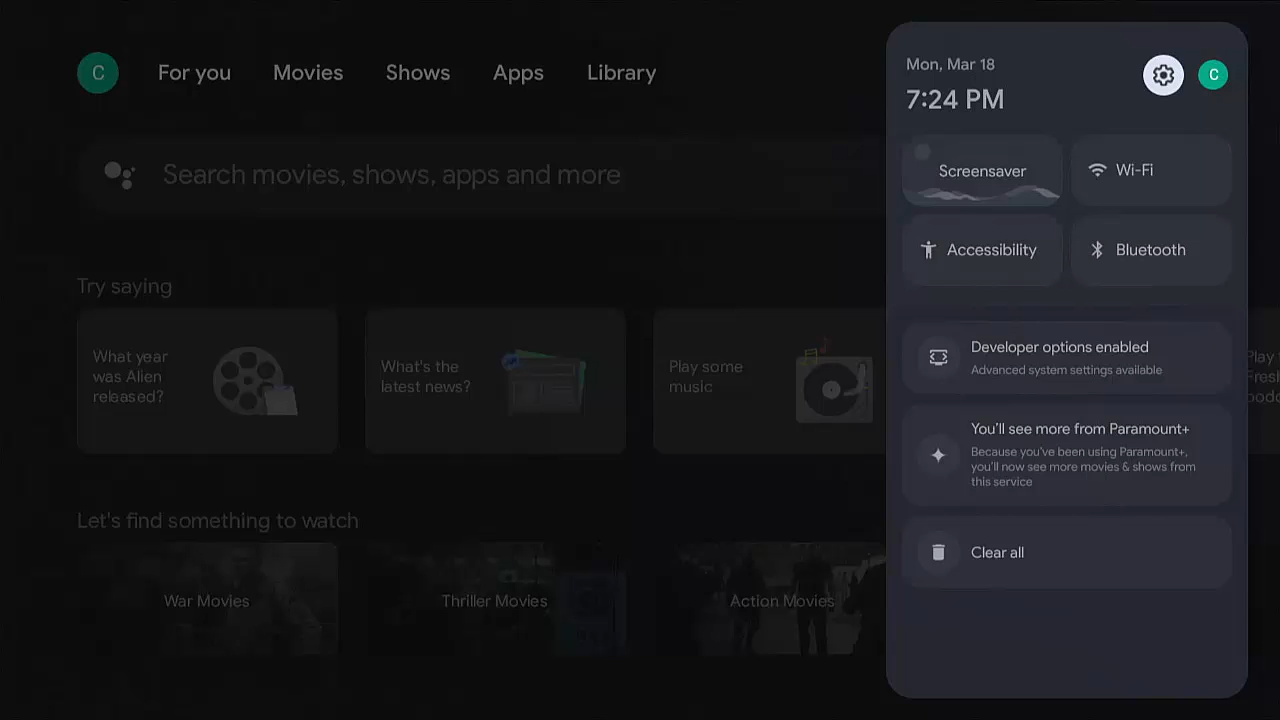 C
For you
Movies
Shows
Apps
Library
Search movies, shows, apps and more
Try saying
What year
was Alien
released?
What's the
latest news?
Play some
music
Play
Fresh
podc
Let's find something to watch
War Movies
Thriller Movies
Action Movies
Mon, Mar 18
7:24 PM
C
Screensaver
Wi-Fi
Accessibility
Bluetooth
Developer options enabled
Advanced system settings available
You'll see more from Paramount+
Because you've been using Paramount+,
you'll now see more movies & shows from
this service
Clear all